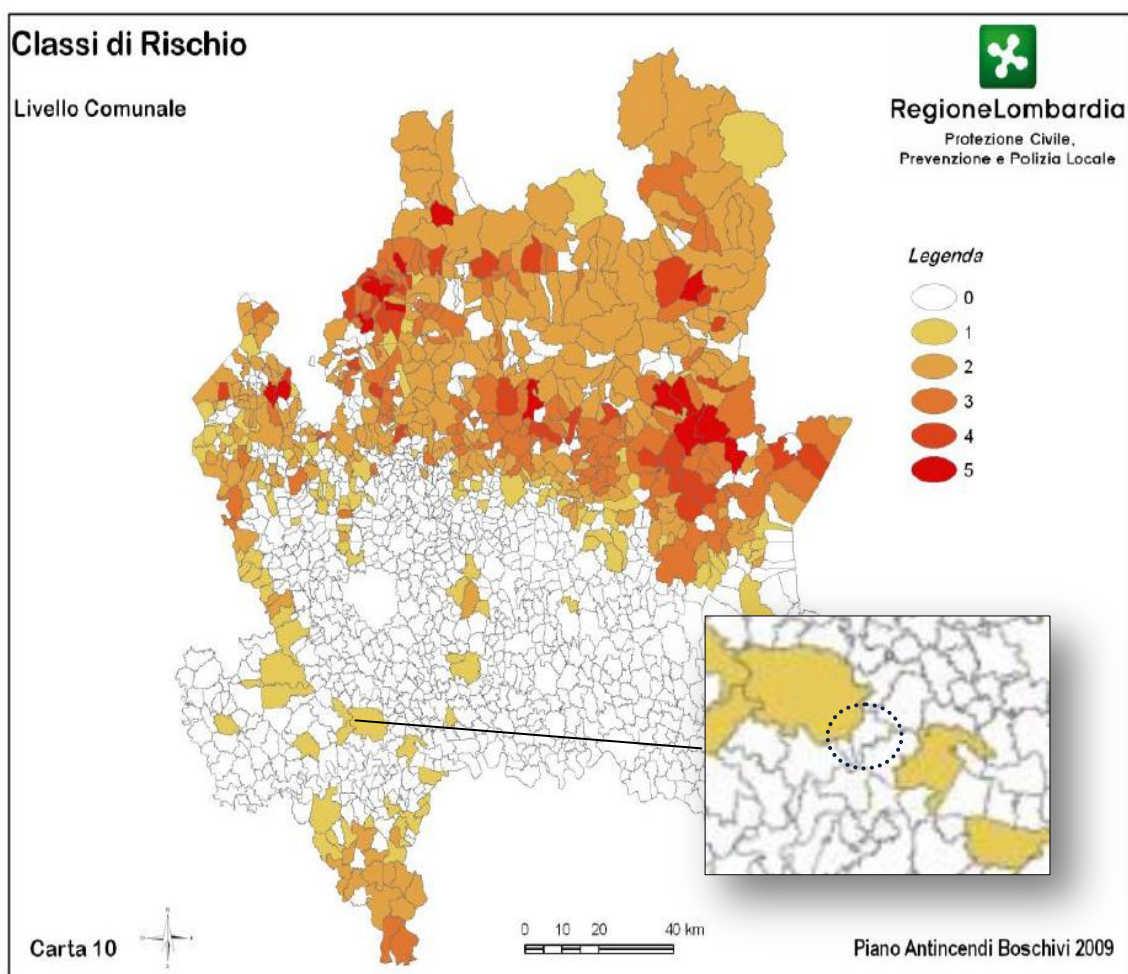 Classi di Rischio
Livello Comunale
RegioneLombardia
Protezione Civile,
Prevenzione e Polizia Locale
Legenda
0
1
2
3
4
5
Carta 10
0 10 20 40 km
Piano Antincendi Boschivi 2009